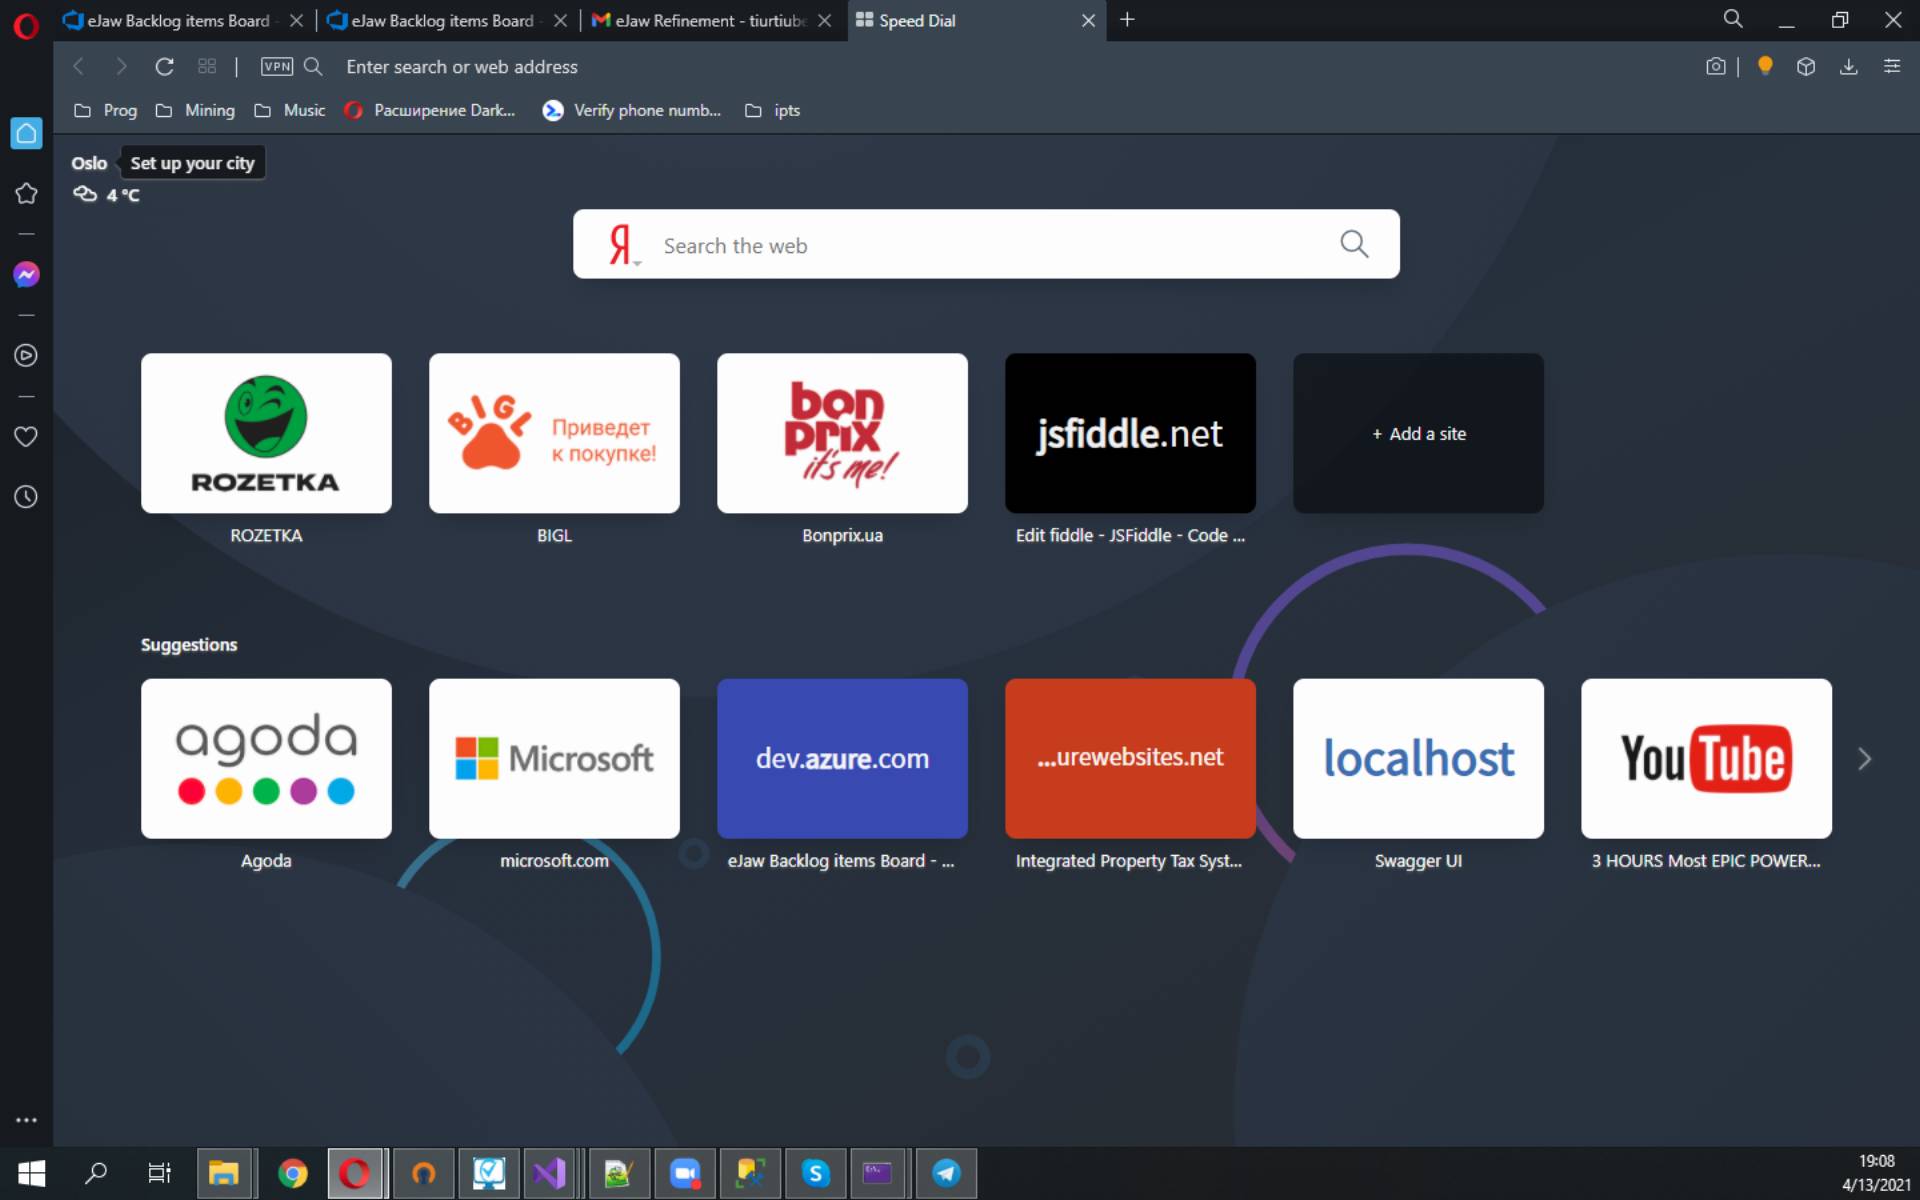 eJaw Backlog items Board
eJaw Backlog items Board
eJaw Refinement - tiurtiube
Speed Dial
VPN
Enter search or web address
Prog
Mining
Music
Расширение Dark...
Verify phone numb...
ipts
Oslo
Set up your city
4 °C
Я
Search the web
ROZETKA
BIGL
Приведет
к покупке!
bon
prix
it's me!
jsfiddle.net
+ Add a site
ROZETKA
BIGL
Bonprix.ua
Edit fiddle - JSFiddle - Code ...
Suggestions
agoda
Microsoft
dev.azure.com
...urewebsites.net
localhost
YouTube
Agoda
microsoft.com
eJaw Backlog items Board - ...
Integrated Property Tax Syst...
Swagger UI
3 HOURS Most EPIC POWER...
19:08
4/13/2021